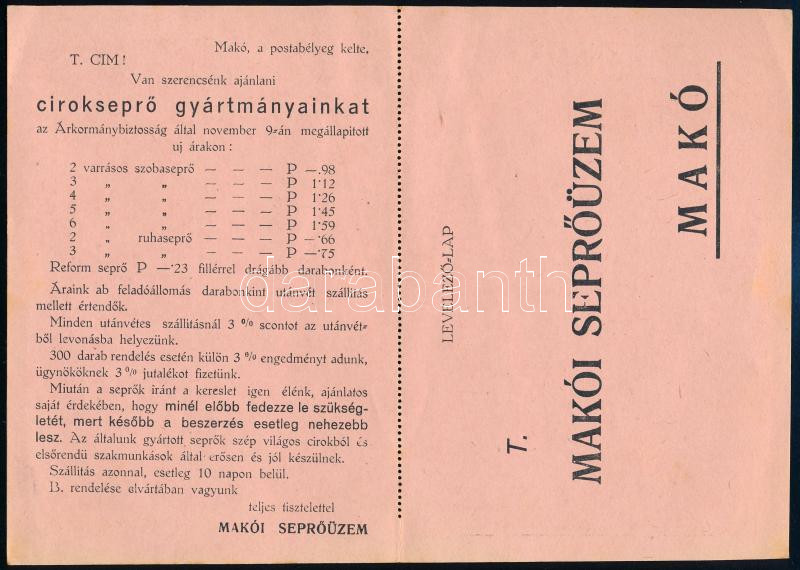 Makó, a postabélyeg kelte.
T. CIM!
Van szerencsénk ajánlani
ciroksepró gyártmányainkat
az Árkormánybiztosság által november 9-án megállapitott
uj árakon:
2 varrásos szobaseprő — — — P —.98
3 „ „ — — — P 1·12
4 „ „ — — — P 1·26
5 „ „ — — — P 1·45
6 „ „ — — — P 1·59
2 „ ruhaseprő — — — P —·66
3 „ „ — — — P —·75
Reform seprő P —·23 fillérrel drágább darabonként.
Áraink ab feladóállomás darabonkint utánvét szállitás
mellett értendők.
Minden utánvétes szállitásnál 3 % scontot az utánvét-
ből levonásba helyezünk.
300 darab rendelés esetén külön 3 % engedményt adunk,
ügynököknek 3 % jutalékot fizetünk.
Miután a seprők iránt a kereslet igen élénk, ajánlatos
saját érdekében, hogy minél előbb fedezze le szükség-
letét, mert később a beszerzés esetleg nehezebb
lesz. Az általunk gyártott seprők szép világos cirokból és
elsőrendü szakmunkások által erősen és jól készülnek.
Szállitás azonnal, esetleg 10 napon belül.
B. rendelése elvártában vagyunk
teljes tisztelettel
MAKÓI SEPRŐÜZEM
LEVELEZŐ-LAP
T.
MAKÓI SEPRŐÜZEM
MAKÓ
darabanth